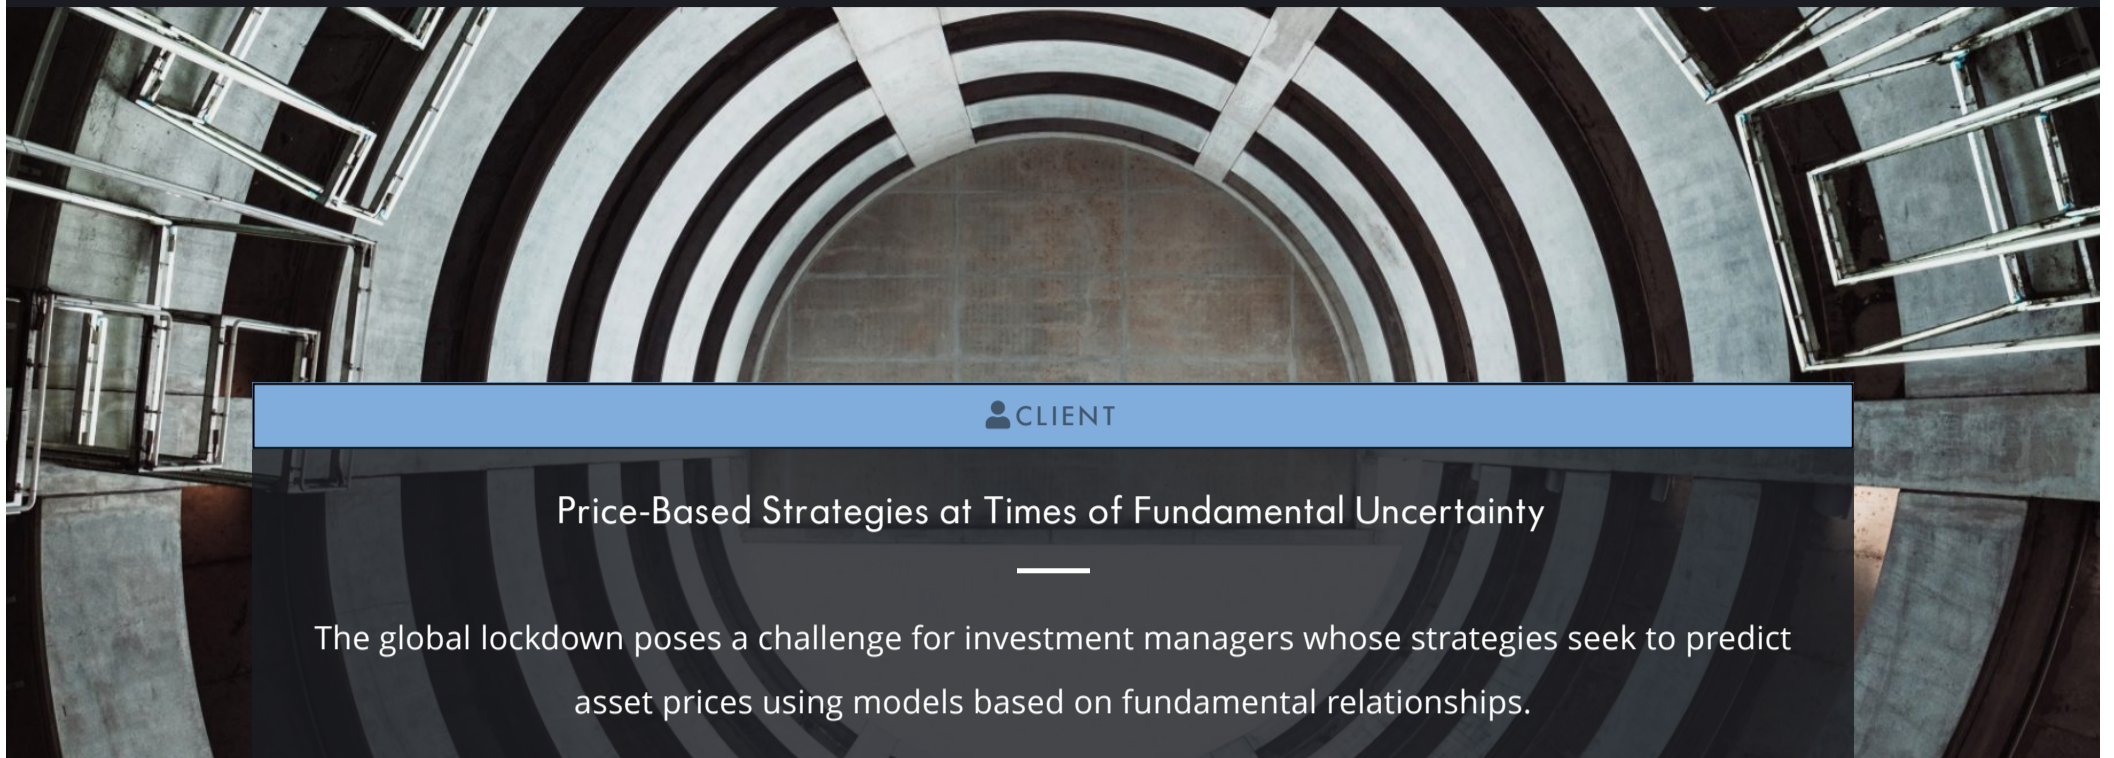 CLIENT
Price-Based Strategies at Times of Fundamental Uncertainty
The global lockdown poses a challenge for investment managers whose strategies seek to predict
asset prices using models based on fundamental relationships.